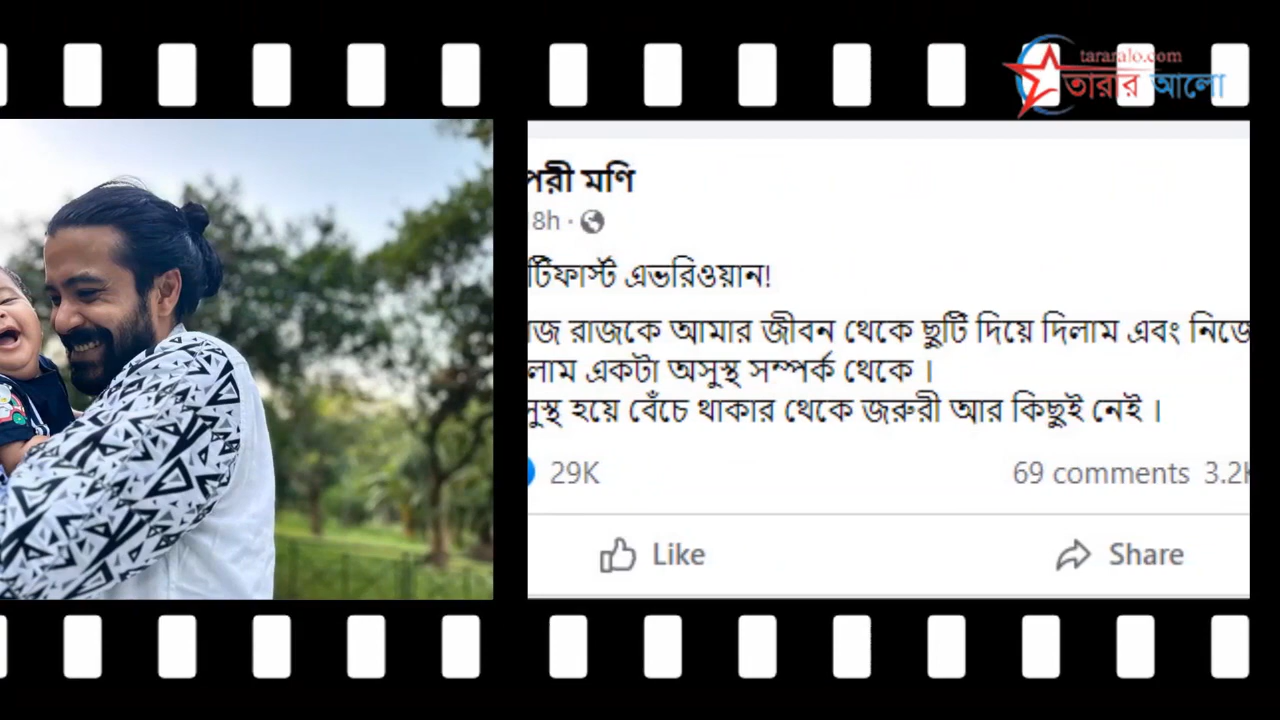 tararalo.com
তারার আলো
পরী মণি
8h
এভরিওয়ান!
রাজকে আমার জীবন থেকে ছুটি দিয়ে দিলাম এবং
একটা অসুস্থ সম্পর্ক থেকে।
হয়ে বেঁচে থাকার থেকে জরুরী আর কিছুই নেই।
29K
69 comments
Like
Share